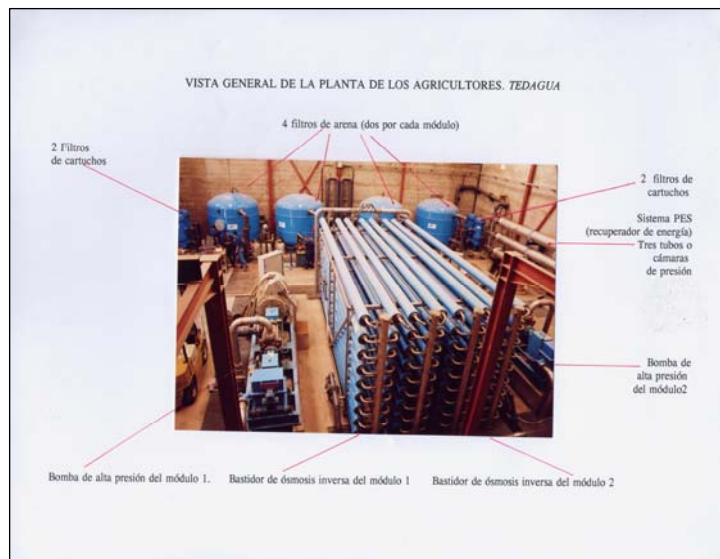 VISTA GENERAL DE LA PLANTA DE LOS AGRICULTORES. TEDAGUA
4 filtros de arena (dos por cada módulo)
2 Filtros
de cartuchos
2 filtros de
cartuchos
Sistema PES
(recuperador de energía)
Tres tubos o
cámaras
de presión
Bomba de
alta presión
del módulo2
Bomba de alta presión del módulo 1.
Bastidor de ósmosis inversa del módulo 1
Bastidor de ósmosis inversa del módulo 2